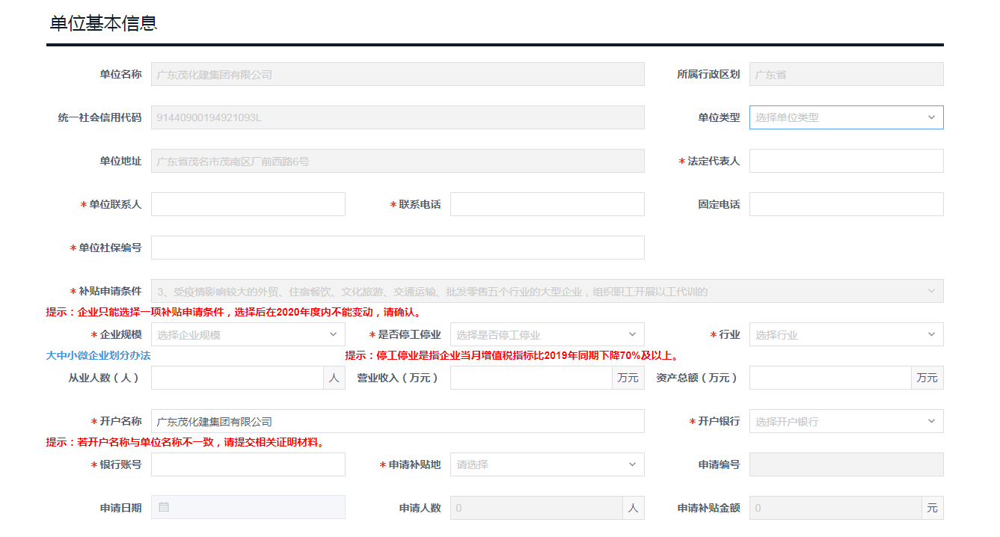 单位基本信息
单位名称 广东茂化建集团有限公司 所属行政区划 广东省
统一社会信用代码 91440900194921093L 单位类型 选择单位类型
单位地址 广东省茂名市茂南区厂前西路6号 * 法定代表人
* 单位联系人 * 联系电话 固定电话
* 单位社保编号
* 补贴申请条件 3、受疫情影响较大的外贸、住宿餐饮、文化旅游、交通运输、批发零售五个行业的大型企业，组织职工开展以工代训的
提示：企业只能选择一项补贴申请条件，选择后在2020年度内不能变动，请确认。
* 企业规模 选择企业规模 * 是否停工停业 选择是否停工停业 * 行业 选择行业
大中小微企业划分办法 提示：停工停业是指企业当月增值税指标比2019年同期下降70%及以上。
从业人数（人） 人 营业收入（万元） 万元 资产总额（万元） 万元
* 开户名称 广东茂化建集团有限公司 * 开户银行 选择开户银行
提示：若开户名称与单位名称不一致，请提交相关证明材料。
* 银行账号 * 申请补贴地 请选择 申请编号
申请日期 申请人数 0 人 申请补贴金额 0 元